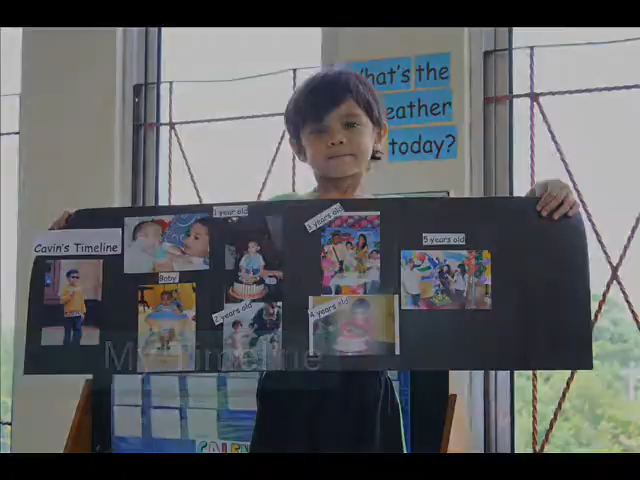 What's the
weather
today?
1 year old
3 years old
Cavin's Timeline
5 years old
Baby
2 years old
4 years old
My Timeline
CALEN